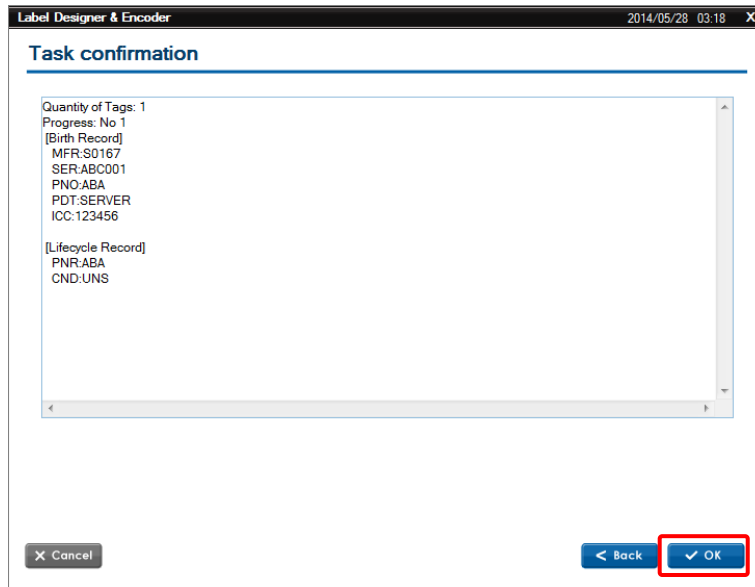 Label Designer & Encoder 2014/05/28 03:18 X
Task confirmation
Quantity of Tags: 1
Progress: No 1
[Birth Record]
MFR:S0167
SER:ABC001
PNO:ABA
PDT:SERVER
ICC:123456
[Lifecycle Record]
PNR:ABA
CND:UNS
X Cancel < Back ✓ OK